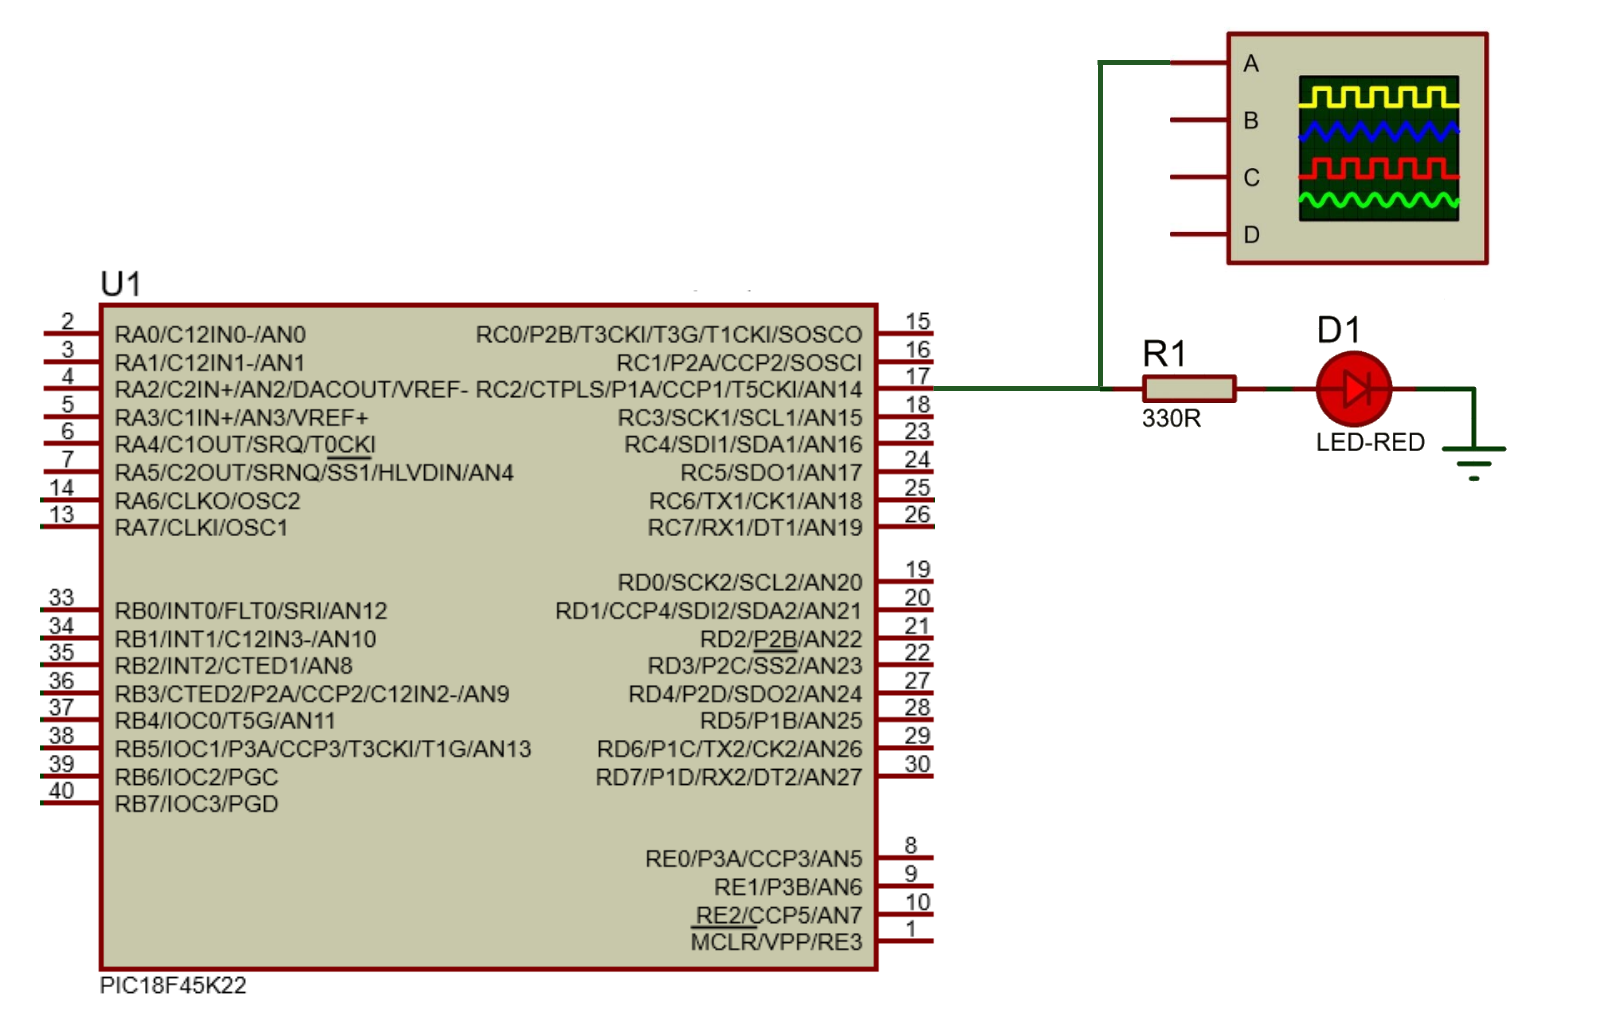 A
B
C
D
U1
2 RA0/C12IN0-/AN0 RC0/P2B/T3CKI/T3G/T1CKI/SOSCO 15
3 RA1/C12IN1-/AN1 RC1/P2A/CCP2/SOSCI 16
4 RA2/C2IN+/AN2/DACOUT/VREF- RC2/CTPLS/P1A/CCP1/T5CKI/AN14 17
5 RA3/C1IN+/AN3/VREF+ RC3/SCK1/SCL1/AN15 18
6 RA4/C1OUT/SRQ/T0CKI RC4/SDI1/SDA1/AN16 23
7 RA5/C2OUT/SRNQ/SS1/HLVDIN/AN4 RC5/SDO1/AN17 24
14 RA6/CLKO/OSC2 RC6/TX1/CK1/AN18 25
13 RA7/CLKI/OSC1 RC7/RX1/DT1/AN19 26
RD0/SCK2/SCL2/AN20 19
33 RB0/INT0/FLT0/SRI/AN12 RD1/CCP4/SDI2/SDA2/AN21 20
34 RB1/INT1/C12IN3-/AN10 RD2/P2B/AN22 21
35 RB2/INT2/CTED1/AN8 RD3/P2C/SS2/AN23 22
36 RB3/CTED2/P2A/CCP2/C12IN2-/AN9 RD4/P2D/SDO2/AN24 27
37 RB4/IOC0/T5G/AN11 RD5/P1B/AN25 28
38 RB5/IOC1/P3A/CCP3/T3CKI/T1G/AN13 RD6/P1C/TX2/CK2/AN26 29
39 RB6/IOC2/PGC RD7/P1D/RX2/DT2/AN27 30
40 RB7/IOC3/PGD
RE0/P3A/CCP3/AN5 8
RE1/P3B/AN6 9
RE2/CCP5/AN7 10
MCLR/VPP/RE3 1
PIC18F45K22
R1
330R
D1
LED-RED